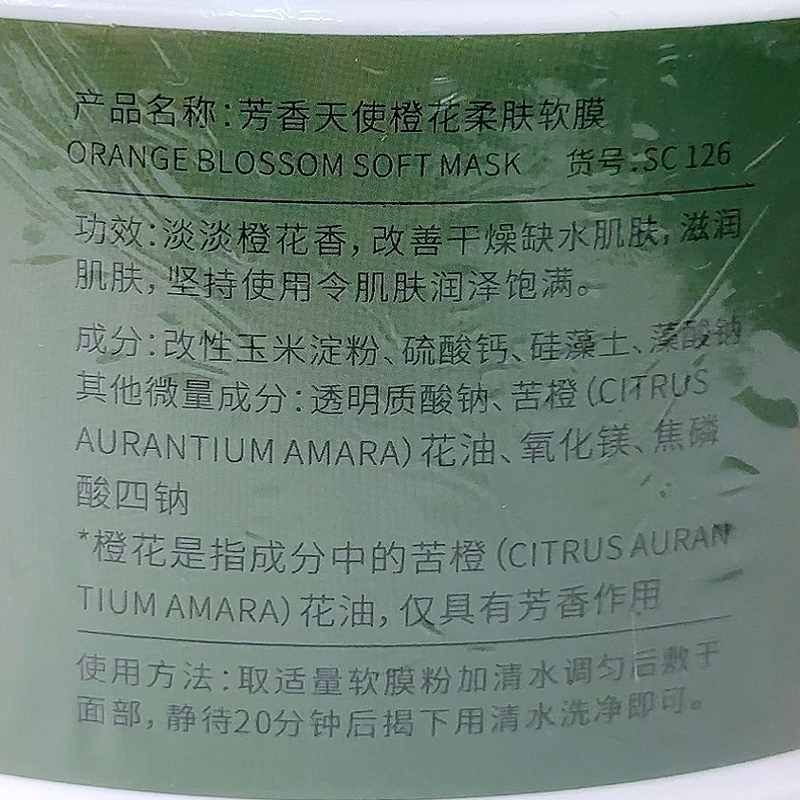 产品名称:芳香天使橙花柔肤软膜
ORANGE BLOSSOM SOFT MASK 货号:SC 126
功效:淡淡橙花香,改善干燥缺水肌肤,滋润
肌肤,坚持使用令肌肤润泽饱满。
成分:改性玉米淀粉、硫酸钙、硅藻土、藻酸钠
其他微量成分:透明质酸钠、苦橙(CITRUS
AURANTIUM AMARA)花油、氧化镁、焦磷
酸四钠
*橙花是指成分中的苦橙(CITRUS AURAN
TIUM AMARA)花油,仅具有芳香作用
使用方法:取适量软膜粉加清水调匀后敷于
面部,静待20分钟后揭下用清水洗净即可。